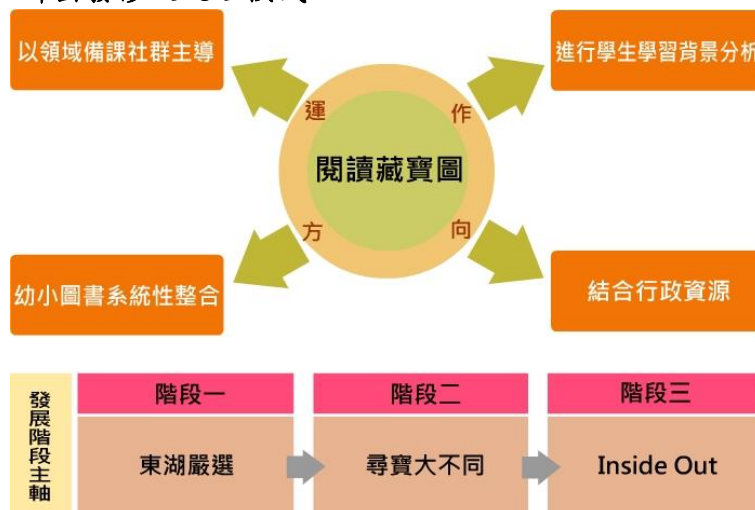 以領域備課社群主導
進行學生學習背景分析
運作
閱讀藏寶圖
方向
幼小圖書系統性整合
結合行政資源
發展階段主軸
階段一
階段二
階段三
東湖嚴選
尋寶大不同
Inside Out